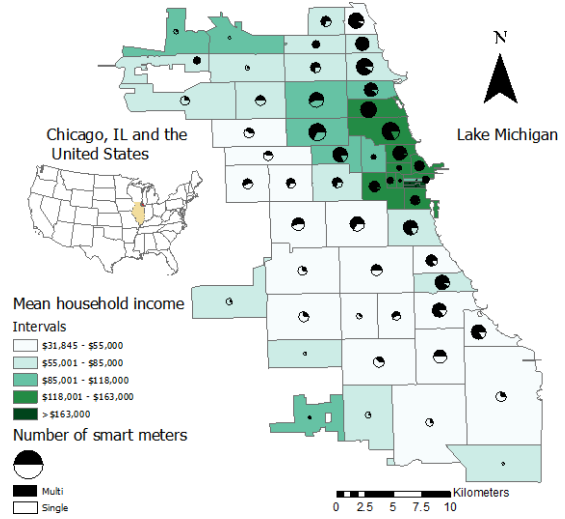 N
Chicago, IL and the
United States
Lake Michigan
Mean household income
Intervals
$31,845 - $55,000
$55,001 - $85,000
$85,001 - $118,000
$118,001 - $163,000
> $163,000
Number of smart meters
Multi
Single
Kilometers
0 1.25 2.5 5 7.5 10